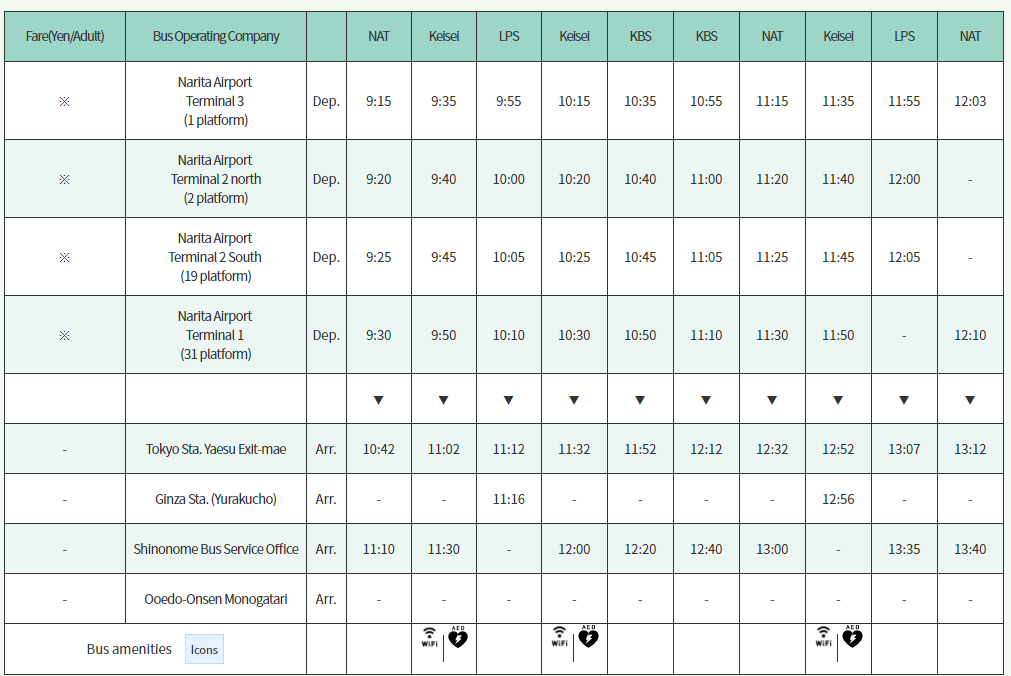 Fare(Yen/Adult) Bus Operating Company NAT Keisei LPS Keisei KBS KBS NAT Keisei LPS NAT
Narita Airport
※ Terminal 3 Dep. 9:15 9:35 9:55 10:15 10:35 10:55 11:15 11:35 11:55 12:03
(1 platform)
Narita Airport
※ Terminal 2 north Dep. 9:20 9:40 10:00 10:20 10:40 11:00 11:20 11:40 12:00 -
(2 platform)
Narita Airport
※ Terminal 2 South Dep. 9:25 9:45 10:05 10:25 10:45 11:05 11:25 11:45 12:05 -
(19 platform)
Narita Airport
※ Terminal 1 Dep. 9:30 9:50 10:10 10:30 10:50 11:10 11:30 11:50 - 12:10
(31 platform)
▼ ▼ ▼ ▼ ▼ ▼ ▼ ▼ ▼ ▼
- Tokyo Sta. Yaesu Exit-mae Arr. 10:42 11:02 11:12 11:32 11:52 12:12 12:32 12:52 13:07 13:12
- Ginza Sta. (Yurakucho) Arr. - - 11:16 - - - - 12:56 - -
- Shinonome Bus Service Office Arr. 11:10 11:30 - 12:00 12:20 12:40 13:00 - 13:35 13:40
- Ooedo-Onsen Monogatari Arr. - - - - - - - - - -
Bus amenities Icons WiFi AED WiFi AED WiFi AED